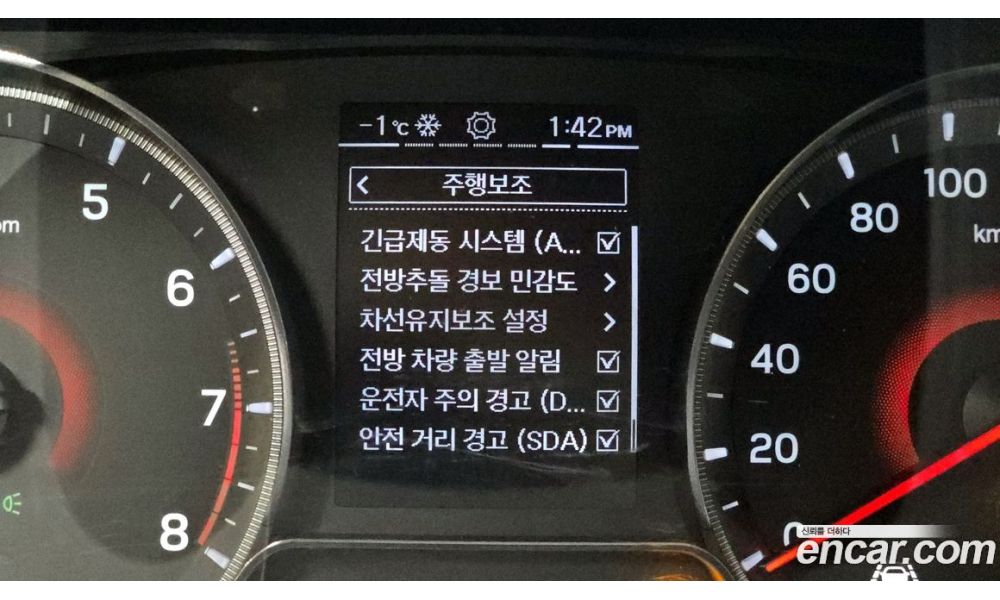 -1℃ 1:42PM
< 주행보조
긴급제동 시스템 (A...
전방추돌 경보 민감도 >
차선유지보조 설정 >
전방 차량 출발 알림
운전자 주의 경고 (D...
안전 거리 경고 (SDA)
5
6
7
8
100
80
60
40
20
0
km
신뢰를 더하다
encar.com